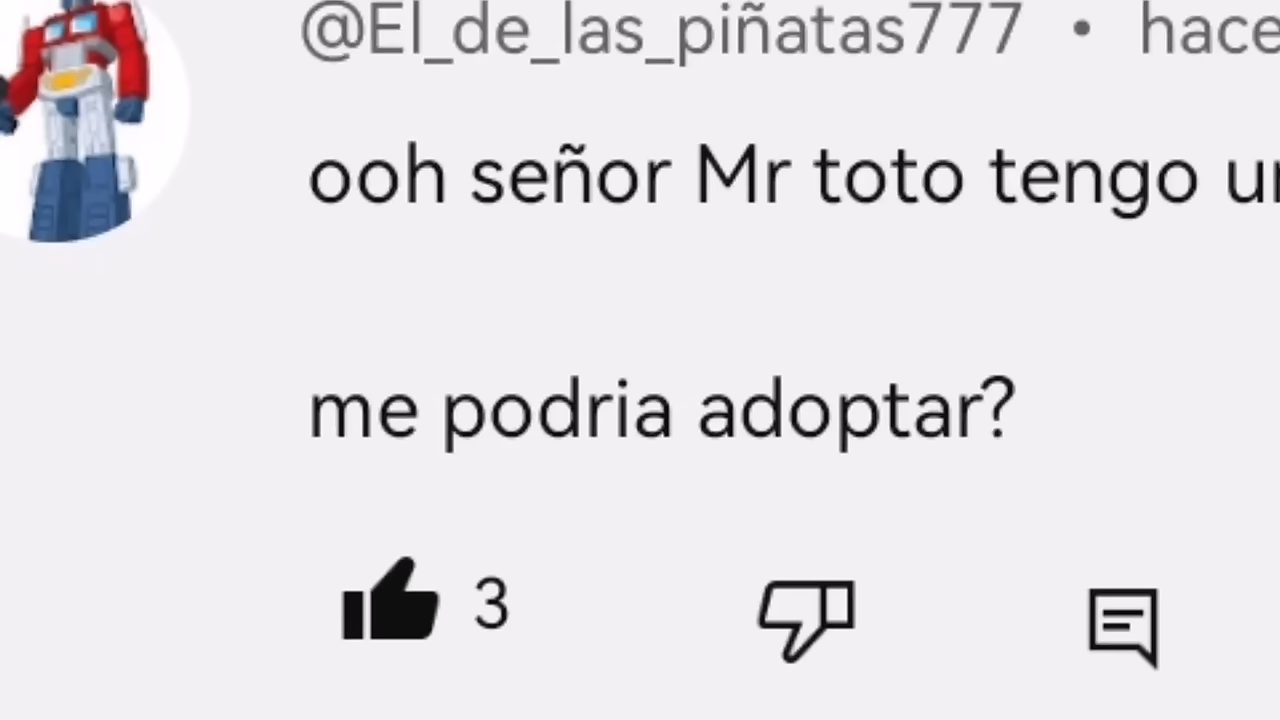 @El_de_las_piñatas777 • hace
ooh señor Mr toto tengo
me podria adoptar?
3